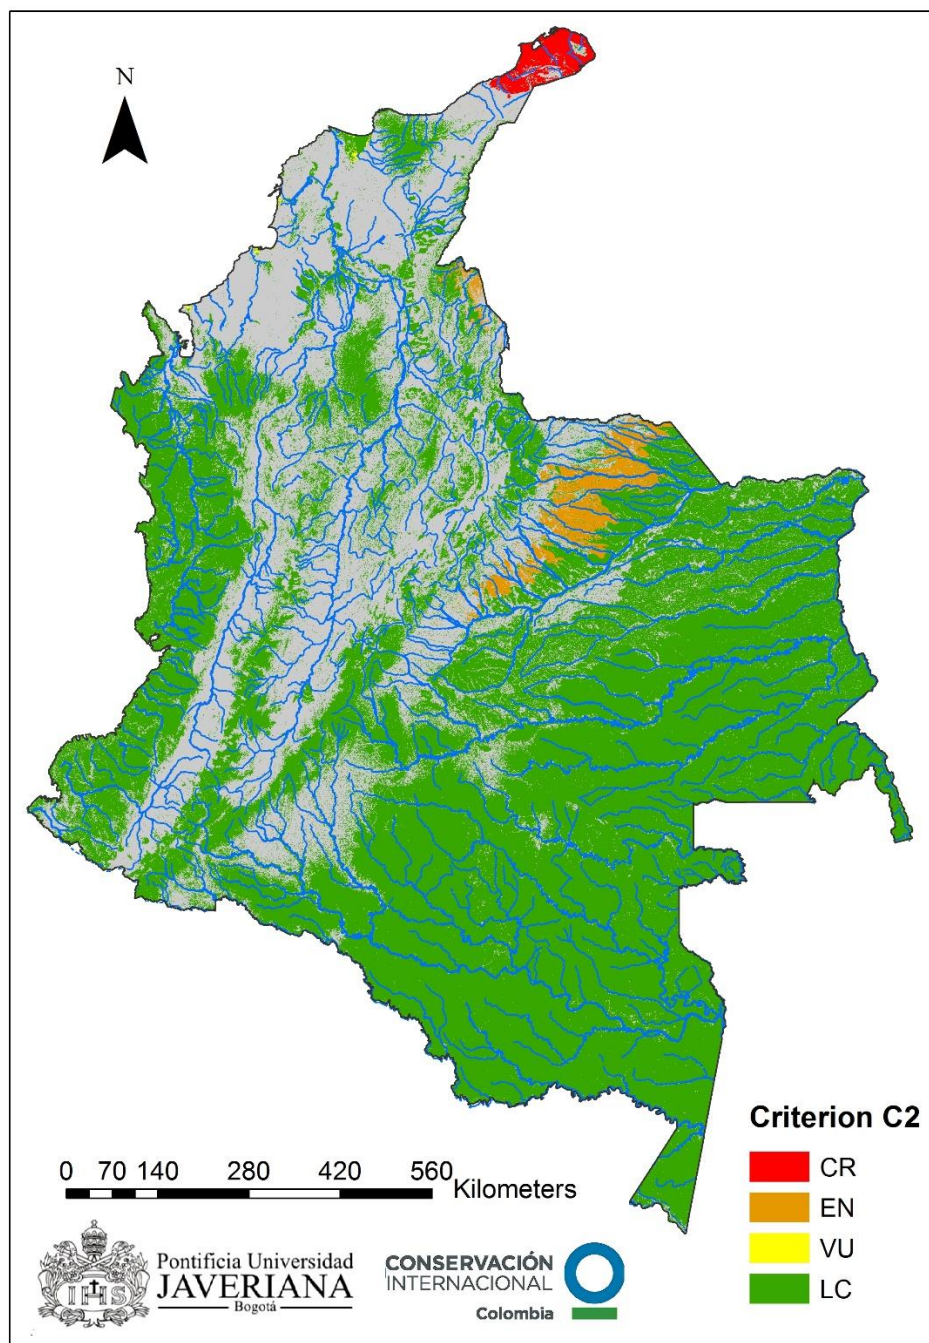 N
Criterion C2
CR
EN
VU
LC
0 70 140 280 420 560
Kilometers
Pontificia Universidad
JAVERIANA
Bogotá
IHS
CONSERVACIÓN
INTERNACIONAL
Colombia